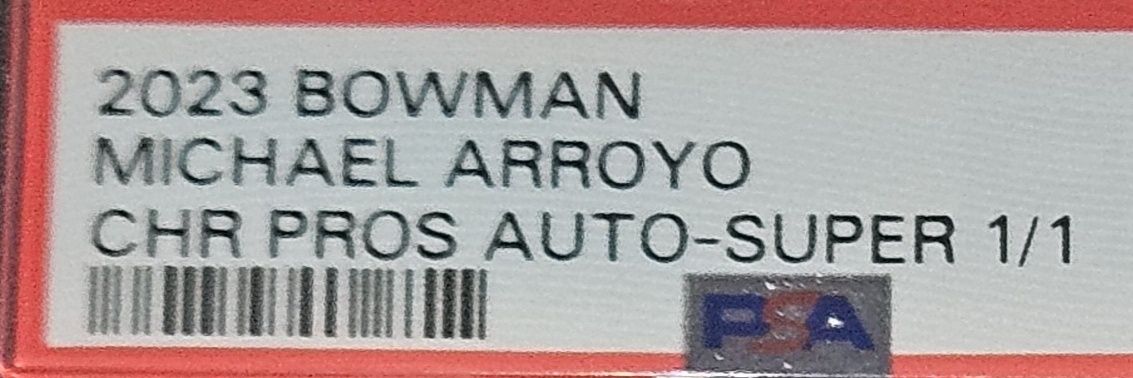 2023 BOWMAN
MICHAEL ARROYO
CHR PROS AUTO-SUPER 1/1
PSA